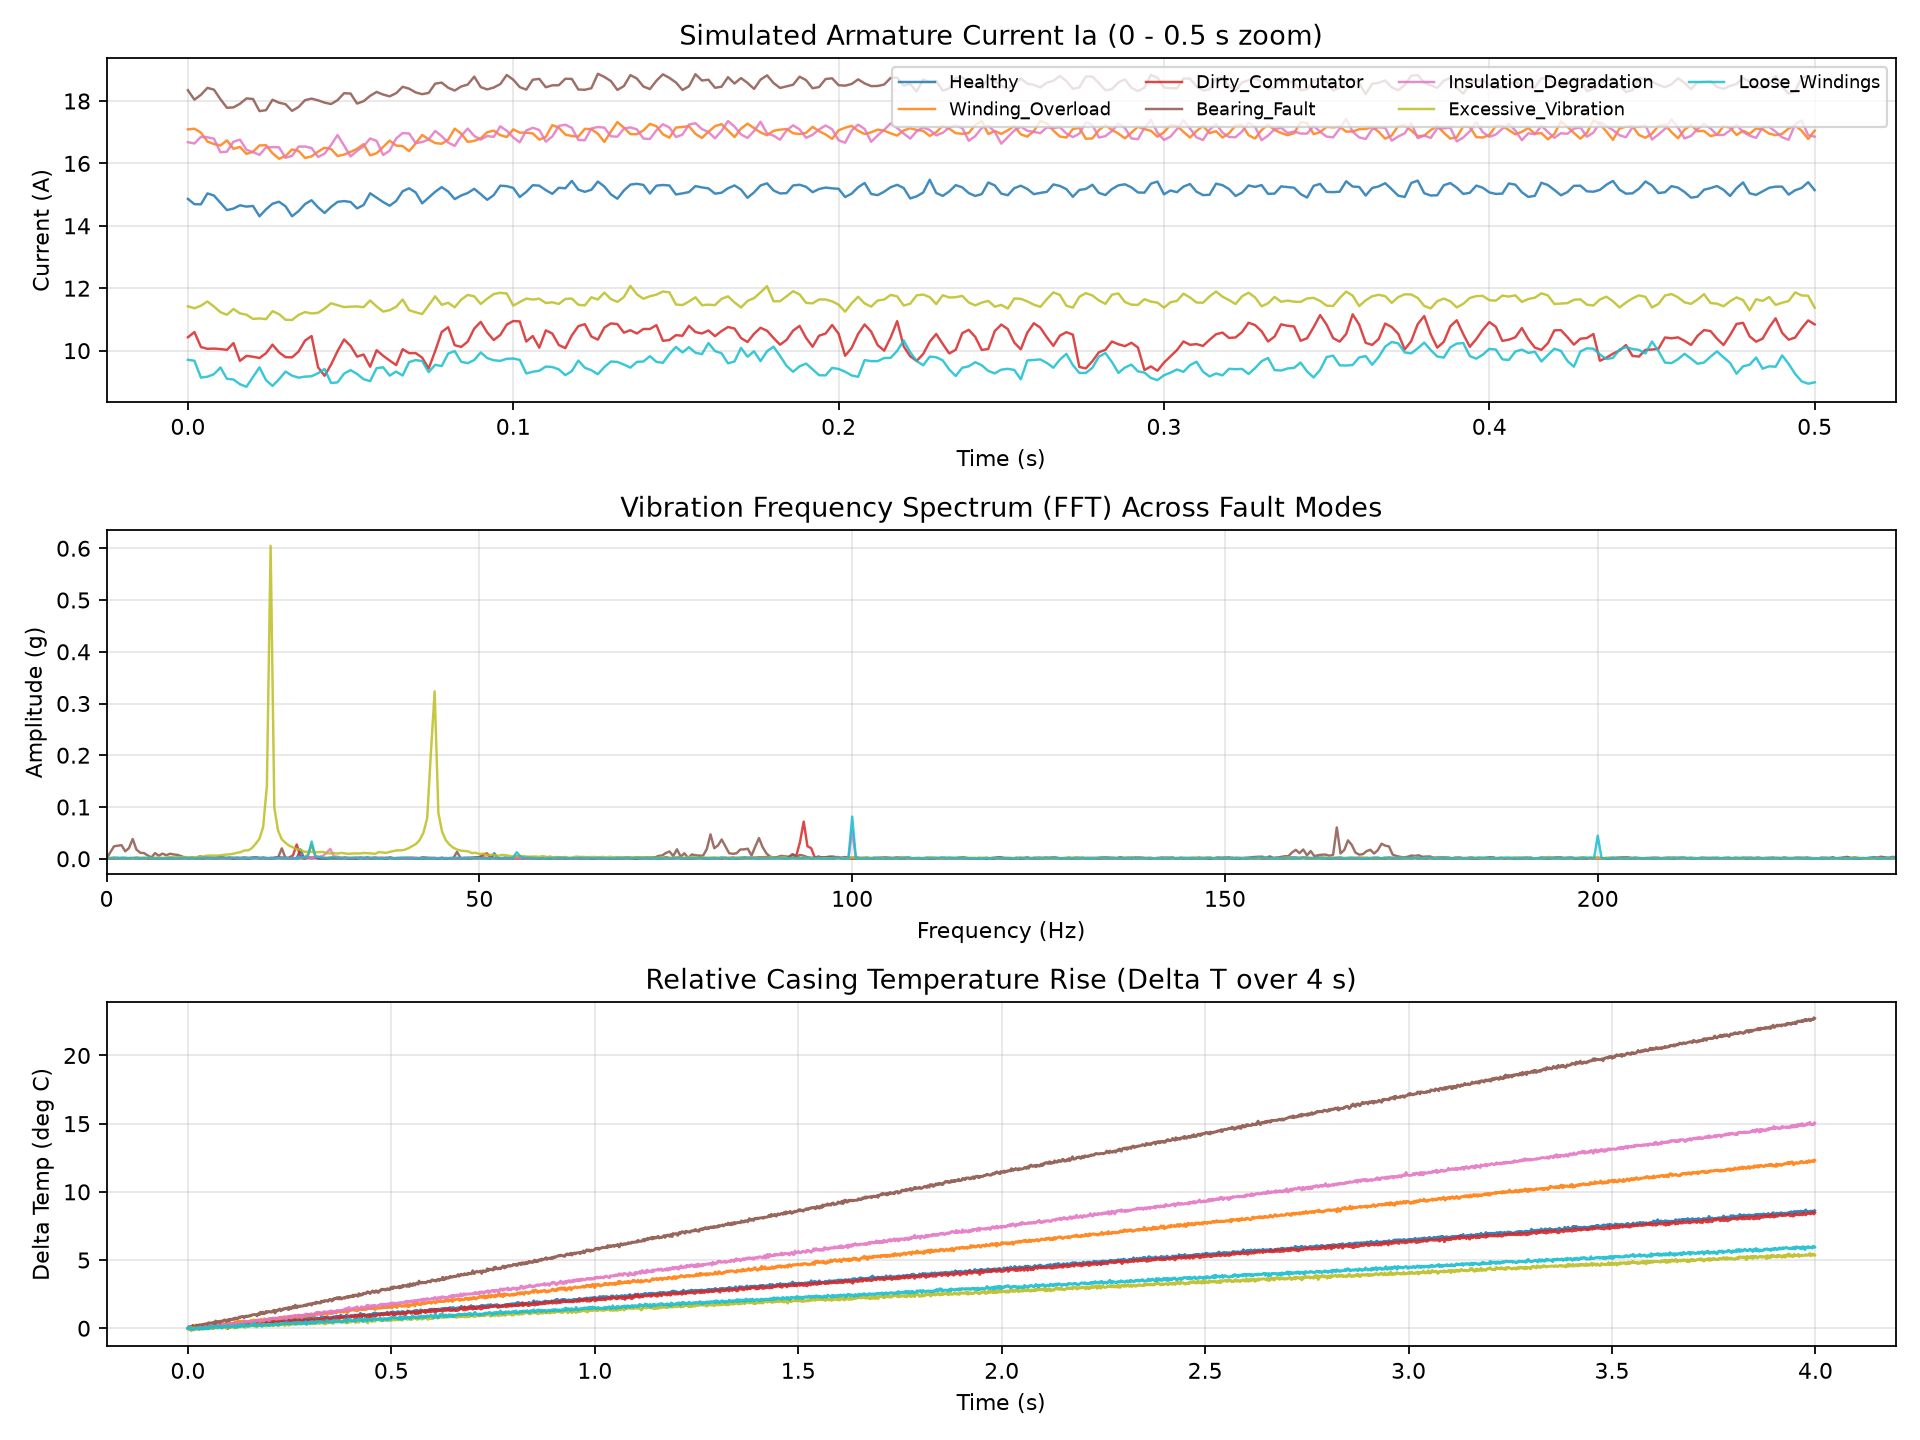 Simulated Armature Current Ia (0 - 0.5 s zoom)
Current (A)
18
16
14
12
10
Healthy
Winding_Overload
Dirty_Commutator
Bearing_Fault
Insulation_Degradation
Excessive_Vibration
Loose_Windings
0.0 0.1 0.2 0.3 0.4 0.5
Time (s)
Vibration Frequency Spectrum (FFT) Across Fault Modes
Amplitude (g)
0.6
0.5
0.4
0.3
0.2
0.1
0.0
0 50 100 150 200
Frequency (Hz)
Relative Casing Temperature Rise (Delta T over 4 s)
Delta Temp (deg C)
20
15
10
5
0
0.0 0.5 1.0 1.5 2.0 2.5 3.0 3.5 4.0
Time (s)